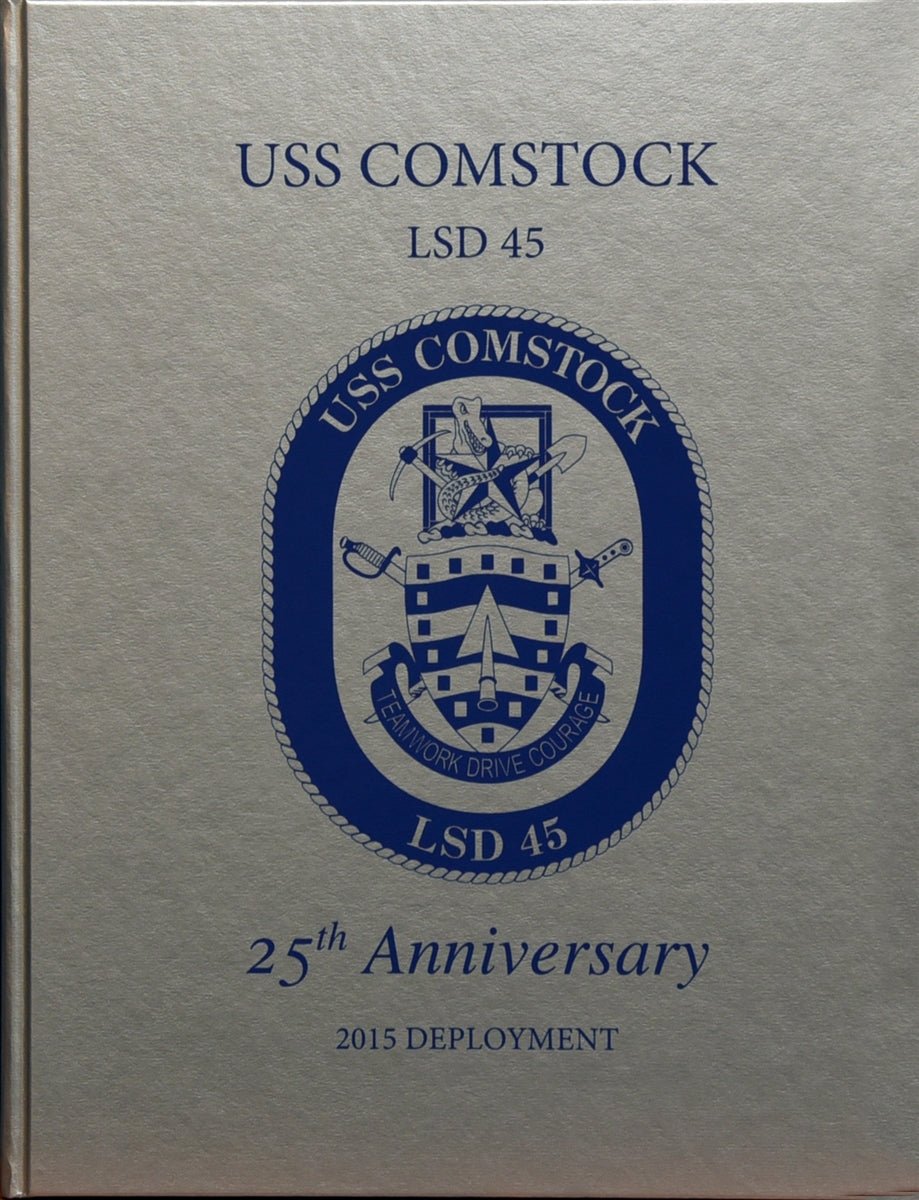 USS COMSTOCK
LSD 45
USS COMSTOCK
TEAMWORK DRIVE COURAGE
LSD 45
25th Anniversary
2015 DEPLOYMENT